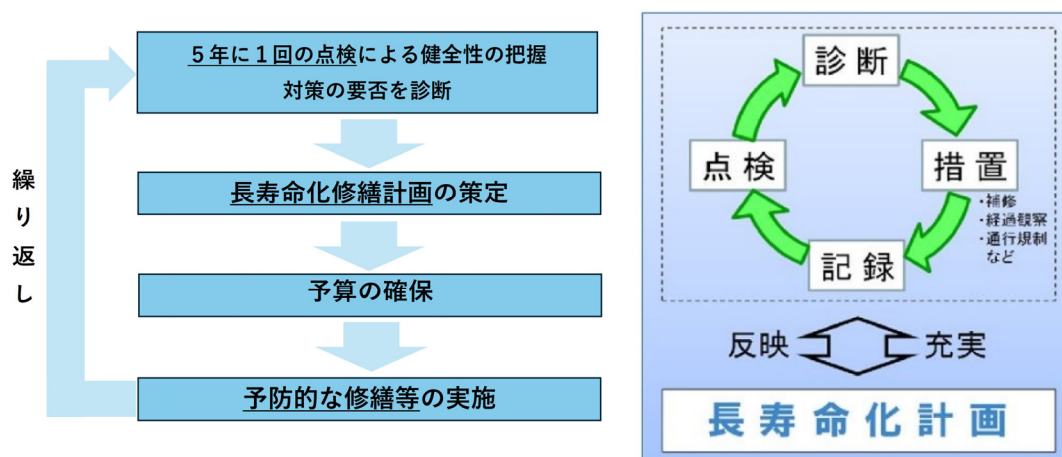 ５年に１回の点検による健全性の把握
対策の要否を診断
長寿命化修繕計画の策定
予算の確保
予防的な修繕等の実施
繰り返し
診断
点検
措置
・補修
・経過観察
・通行規制
など
記録
反映
充実
長寿命化計画